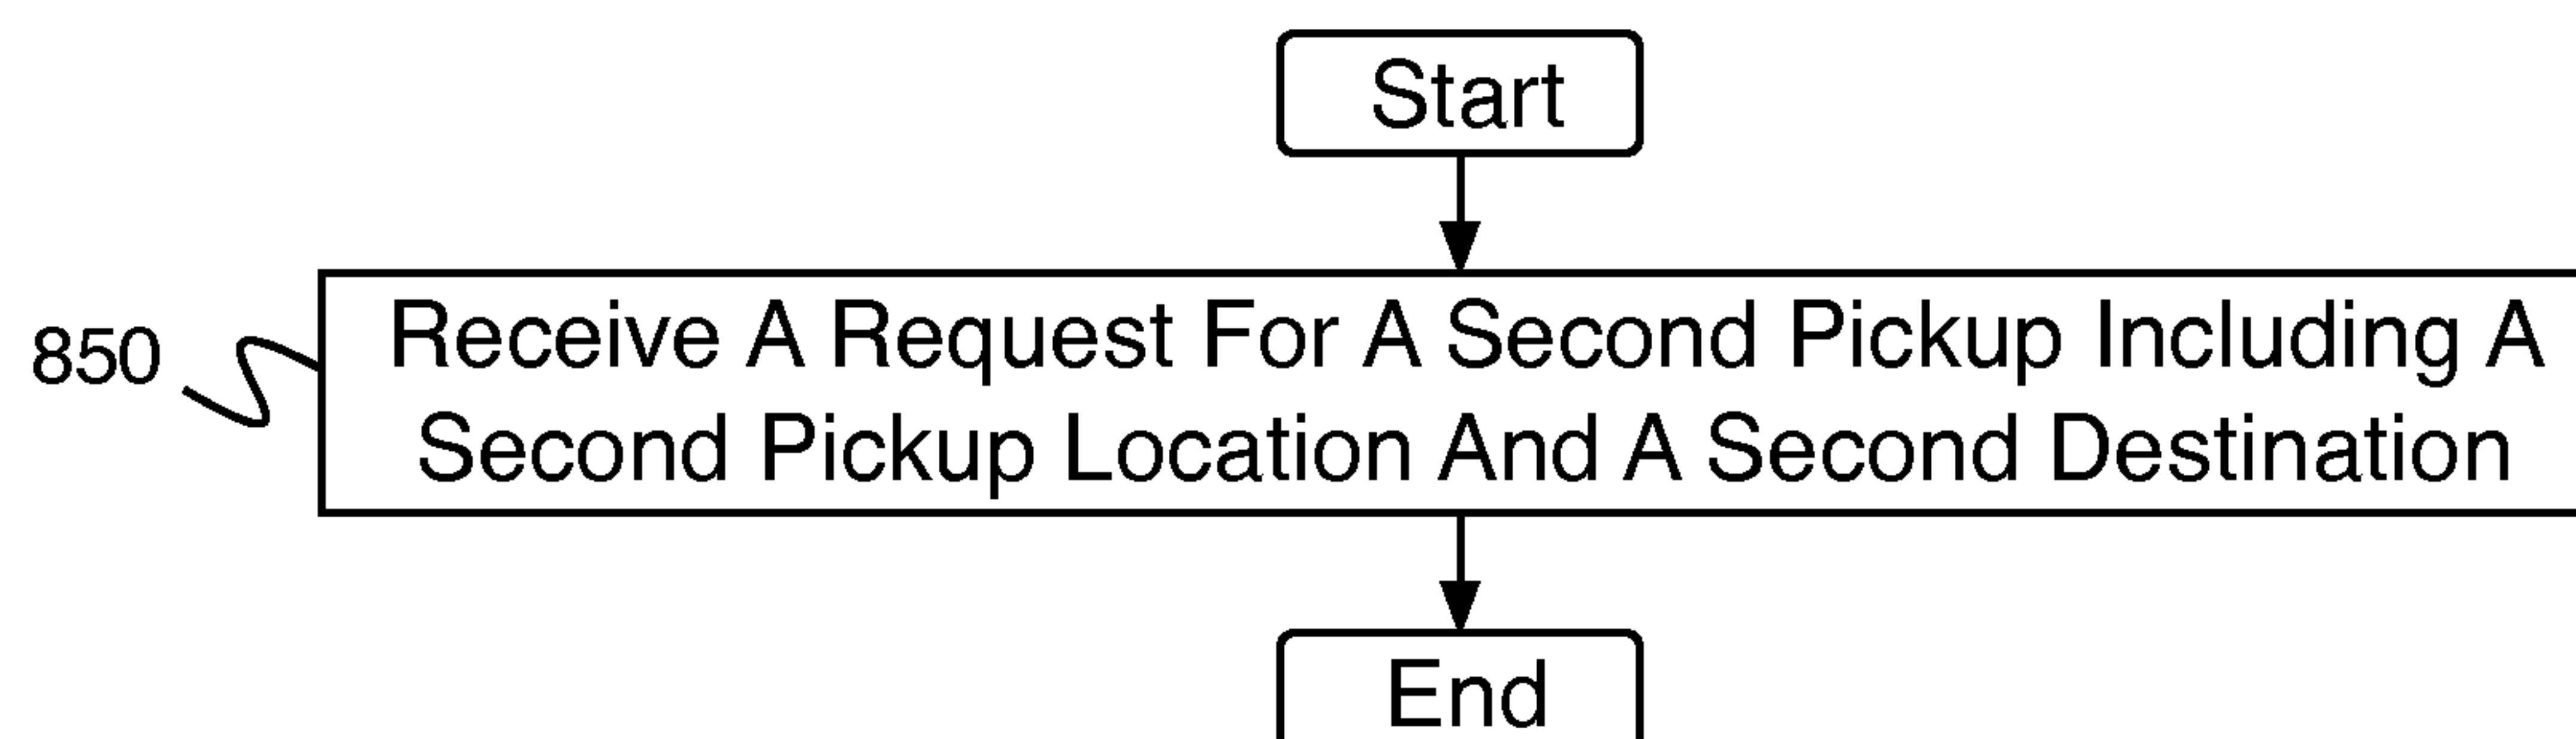 Start
850
Receive A Request For A Second Pickup Including A
Second Pickup Location And A Second Destination
End